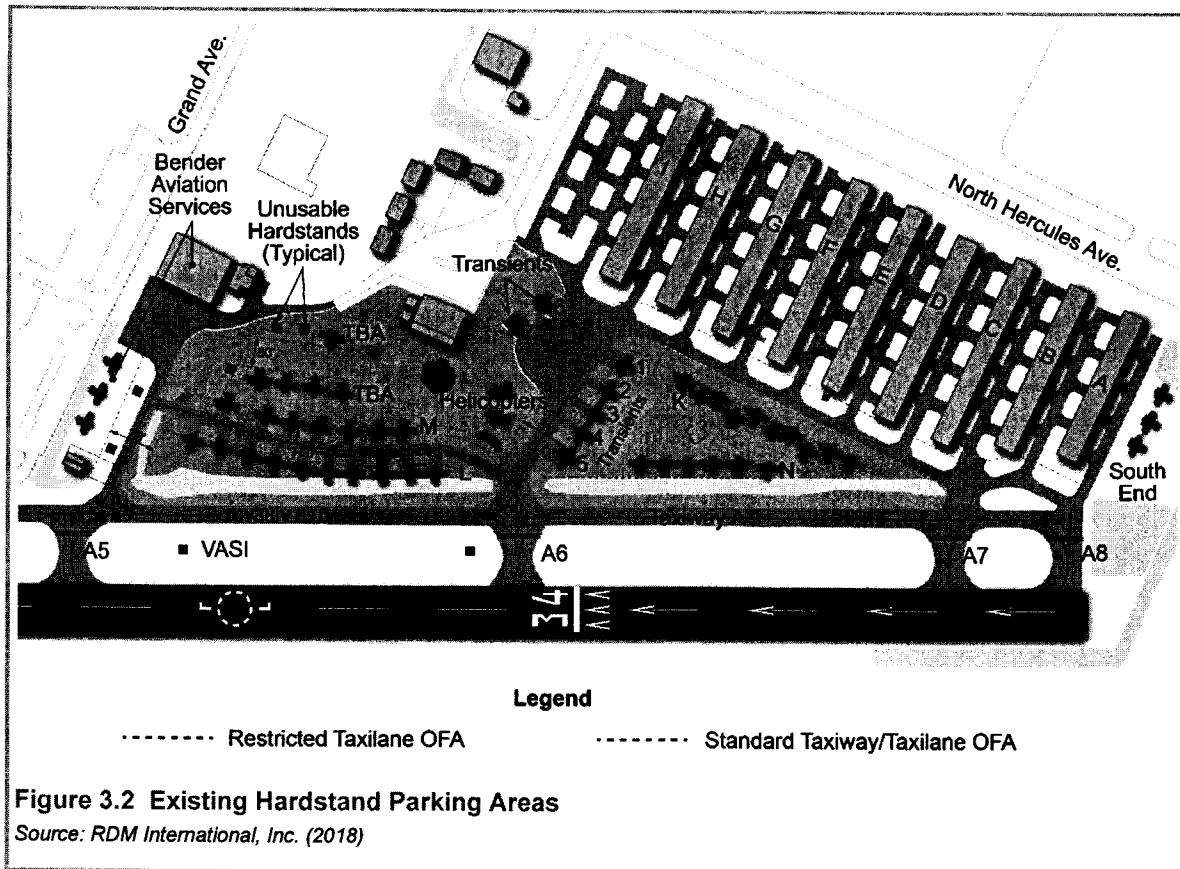 Grand Ave.
Bender
Aviation
Services
Unusable
Hardstands
(Typical)
Transients
North Hercules Ave.
J
H
G
F
E
D
C
B
A
TBA
TBA
Helicopters
M
L
1
2
3
4
5
Transients
K
N
South
End
A5
VASI
A6
A7
A8
34
Legend
Restricted Taxilane OFA
Standard Taxiway/Taxilane OFA
Figure 3.2 Existing Hardstand Parking Areas
Source: RDM International, Inc. (2018)